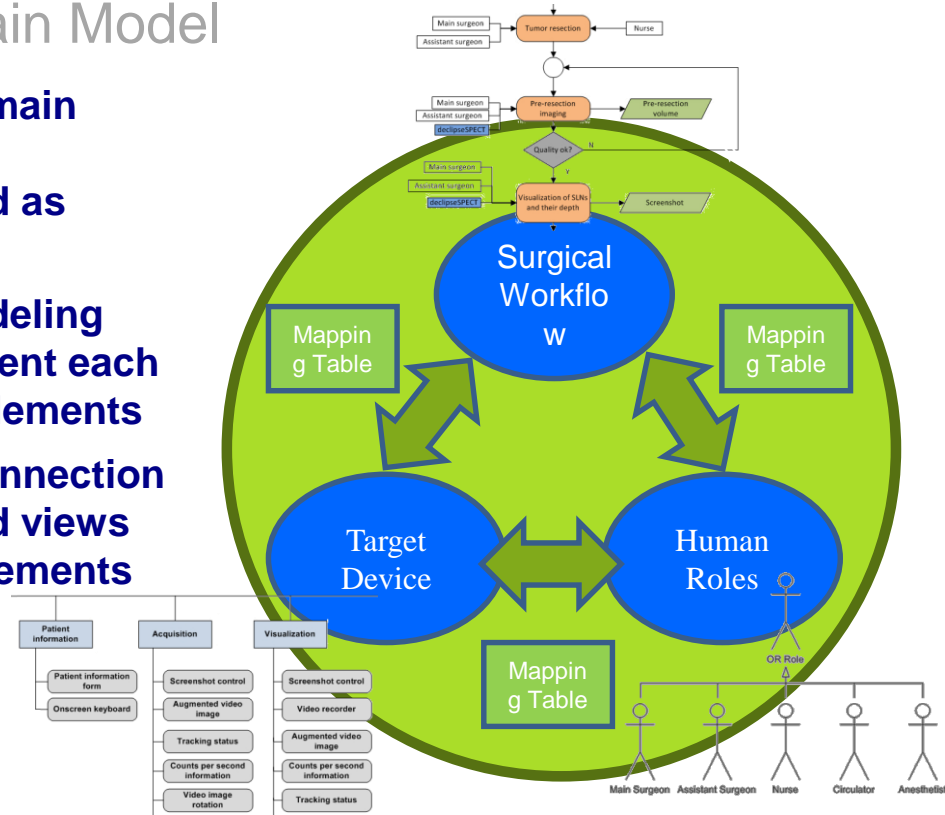 ain Model
main
d as
deling
ent each
lements
onnection
d views
ements
Main surgeon
Assistant surgeon
Tumor resection
Nurse
Main surgeon
Assistant surgeon
declipseSPECT
Pre-resection
imaging
Pre-resection
volume
Quality ok?
N
Y
Main surgeon
Assistant surgeon
declipseSPECT
Visualization of SLNs
and their depth
Screenshot
Surgical
Workflo
w
Mappin
g Table
Mappin
g Table
Target
Device
Human
Roles
Mappin
g Table
Patient
information
Patient information
form
Onscreen keyboard
Acquisition
Screenshot control
Augmented video
image
Tracking status
Counts per second
information
Video image
rotation
Visualization
Screenshot control
Video recorder
Augmented video
image
Counts per second
information
Tracking status
OR Role
Main Surgeon
Assistant Surgeon
Nurse
Circulator
Anesthetist